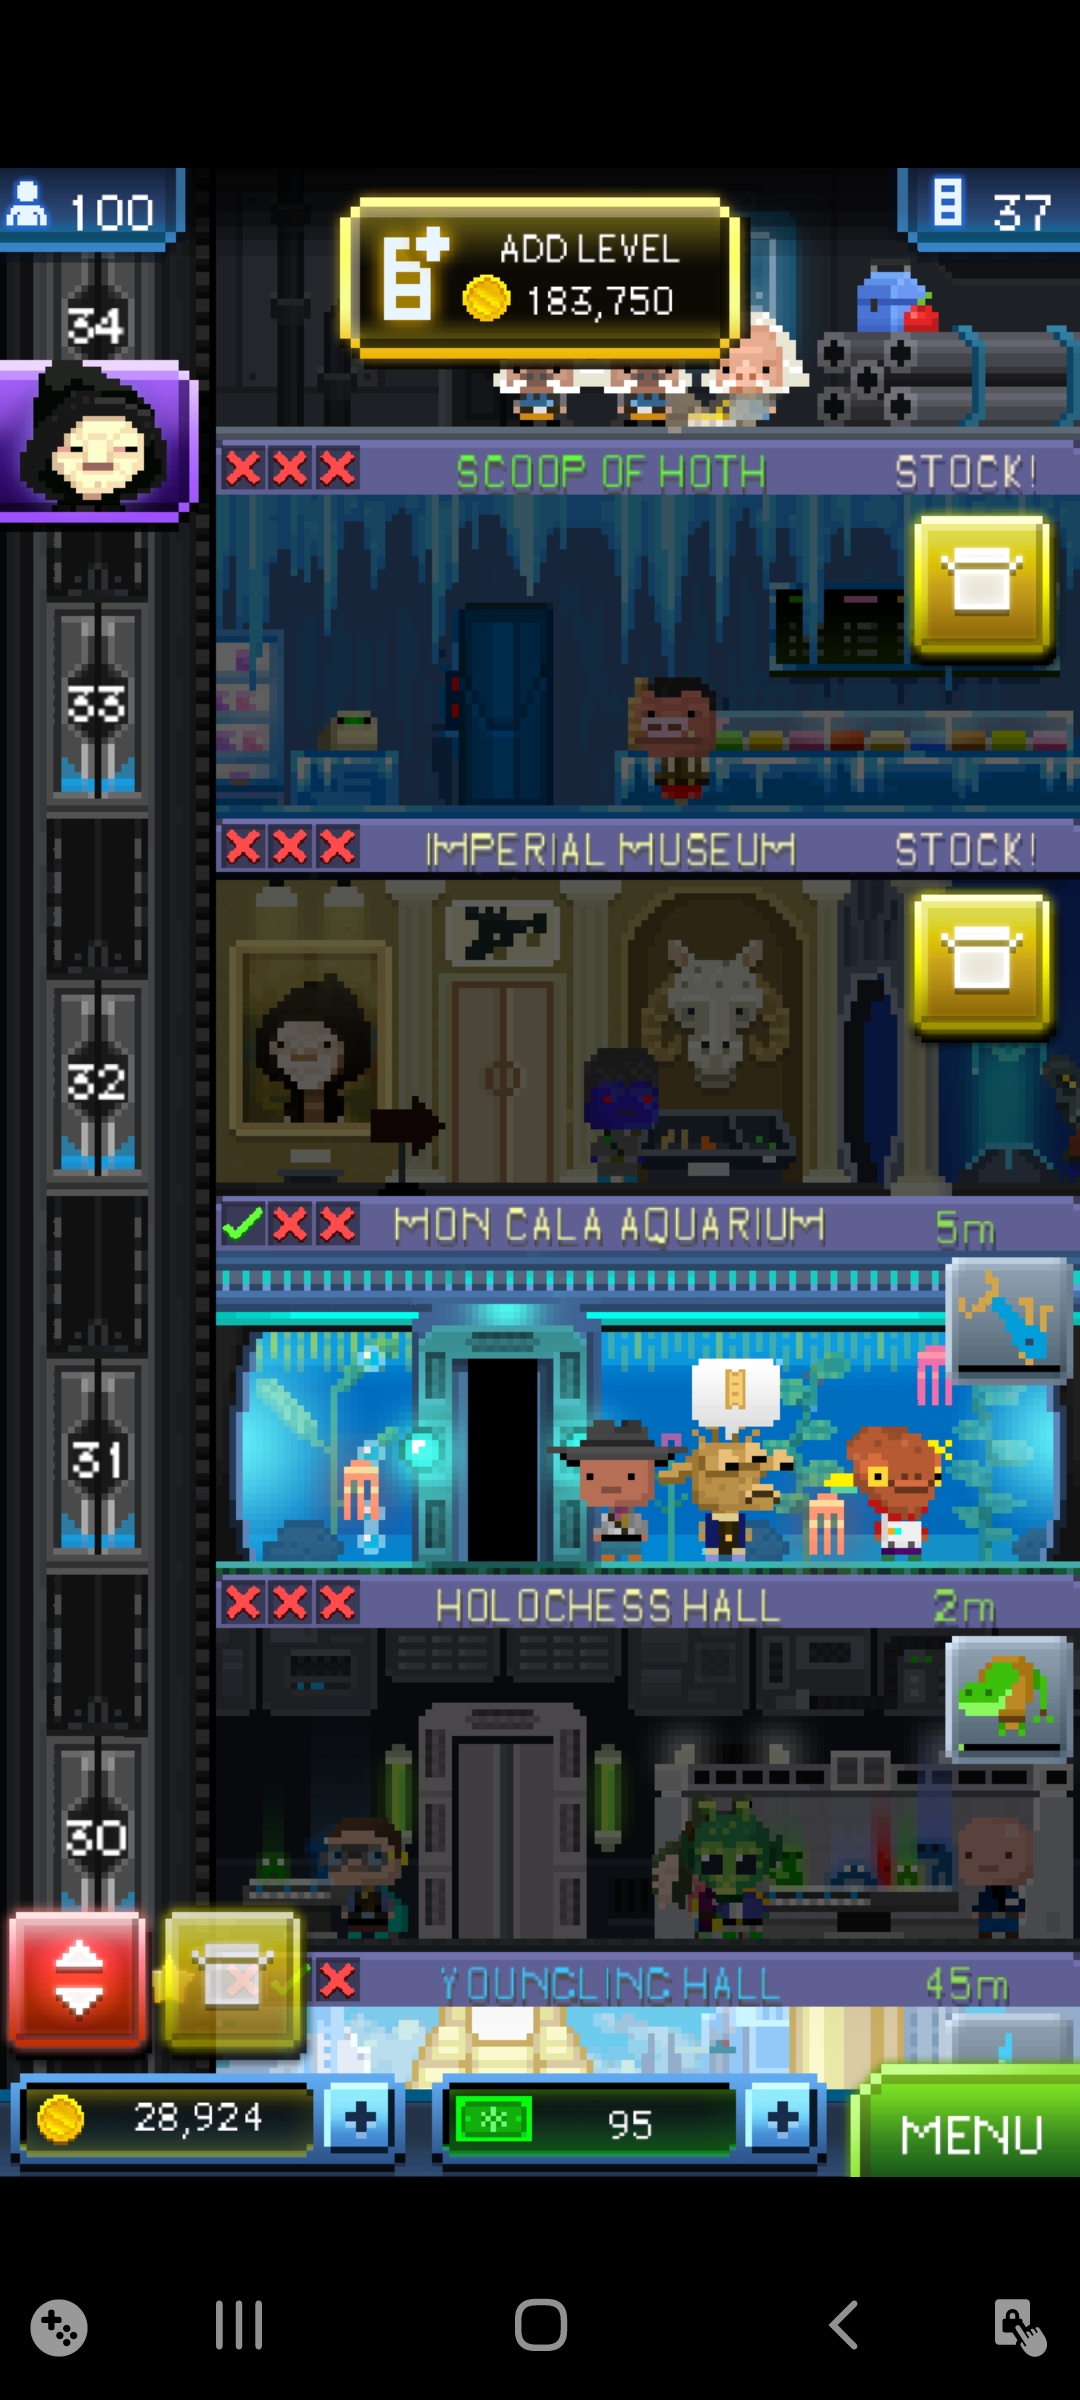 100
ADD LEVEL
183,750
37
34
SCOOP OF HOTH STOCK!
33
IMPERIAL MUSEUM STOCK!
32
MON CALA AQUARIUM 5m
31
HOLOCHESS HALL 2m
30
YOUNGLING HALL 45m
28,924
95
MENU